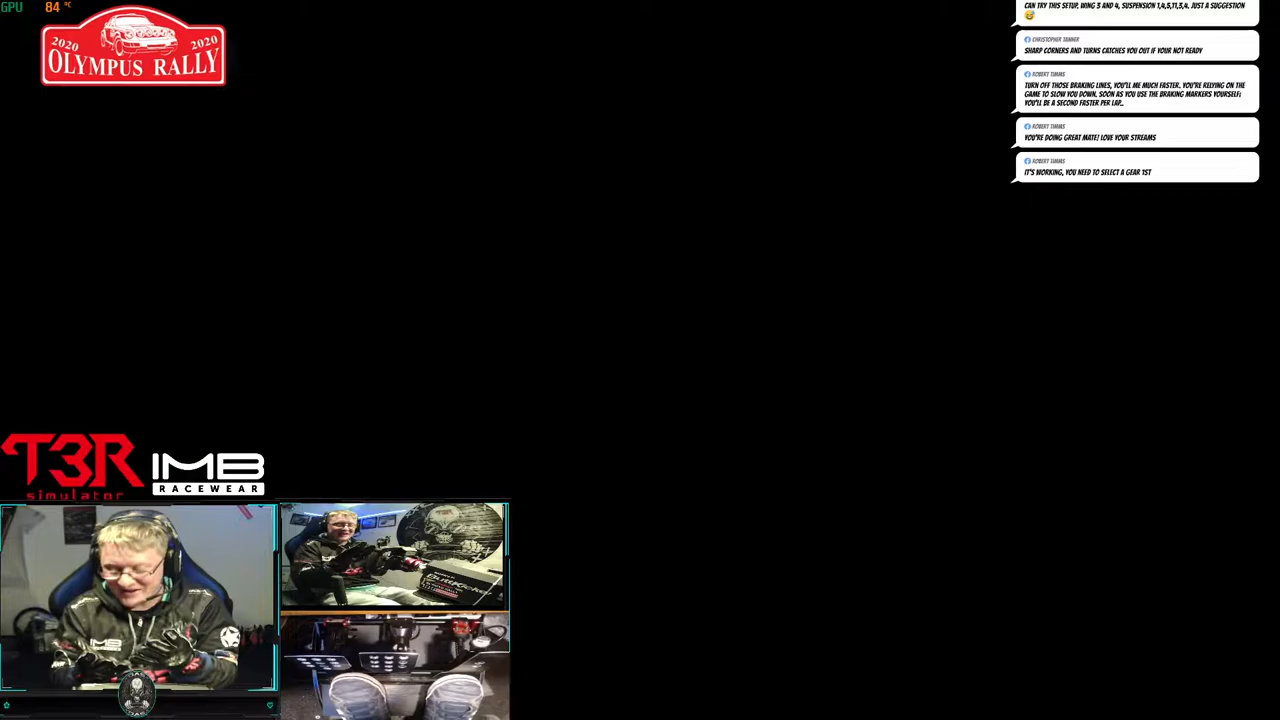 GPU 84 °C
2020 2020
OLYMPUS RALLY
CAN TRY THIS SETUP, WING 3 AND 4, SUSPENSION 1,4,5,11,3,4. JUST A SUGGESTION
CHRISTOPHER TANNER
SHARP CORNERS AND TURNS CATCHES YOU OUT IF YOUR NOT READY
ROBERT TIMMS
TURN OFF THOSE BRAKING LINES, YOU'LL ME MUCH FASTER. YOU'RE RELYING ON THE
GAME TO SLOW YOU DOWN, SOON AS YOU USE THE BRAKING MARKERS YOURSELF;
YOU'LL BE A SECOND FASTER PER LAP..
ROBERT TIMMS
YOU'RE DOING GREAT MATE! LOVE YOUR STREAMS
ROBERT TIMMS
IT'S WORKING, YOU NEED TO SELECT A GEAR 1ST
T3R
simulator
IMB
RACEWEAR
IMB
ButtKicker